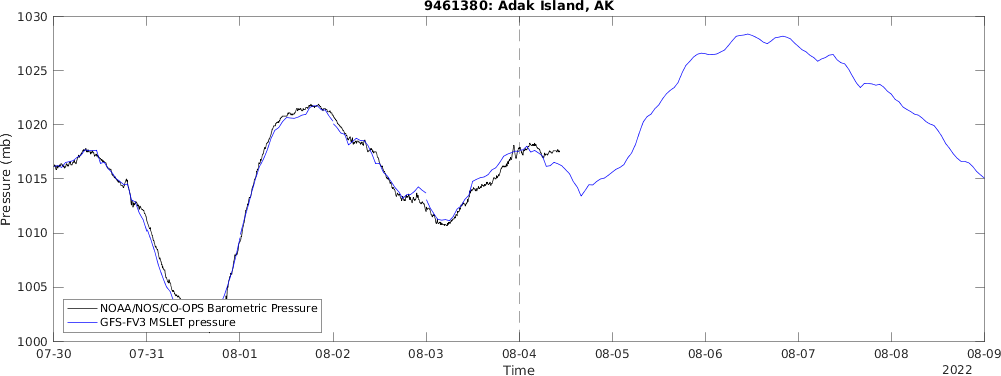 9461380: Adak Island, AK
Pressure (mb)
1030
1025
1020
1015
1010
1005
1000
NOAA/NOS/CO-OPS Barometric Pressure
GFS-FV3 MSLET pressure
07-30 07-31 08-01 08-02 08-03 08-04 08-05 08-06 08-07 08-08 08-09
Time
2022